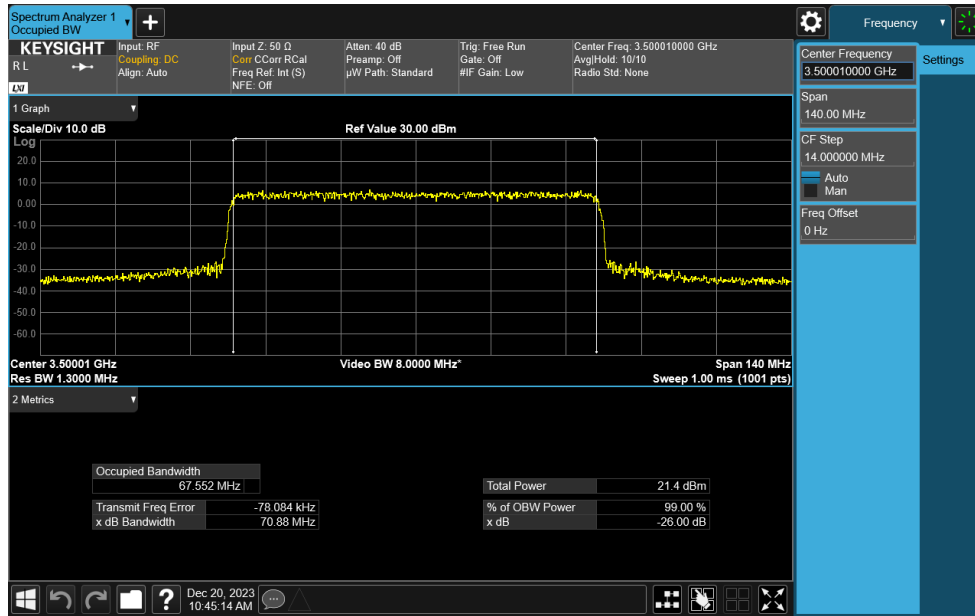 Spectrum Analyzer 1
Occupied BW
Frequency
KEYSIGHT
R L
LXI
Input: RF
Coupling: DC
Align: Auto
Input Z: 50 Ω
Corr CCorr RCal
Freq Ref: Int (S)
NFE: Off
Atten: 40 dB
Preamp: Off
µW Path: Standard
Trig: Free Run
Gate: Off
#IF Gain: Low
Center Freq: 3.500010000 GHz
Avg|Hold: 10/10
Radio Std: None
Center Frequency
3.500010000 GHz
Settings
Span
140.00 MHz
CF Step
14.000000 MHz
Auto
Man
Freq Offset
0 Hz
1 Graph
Scale/Div 10.0 dB
Ref Value 30.00 dBm
Log
20.0
10.0
0.00
-10.0
-20.0
-30.0
-40.0
-50.0
-60.0
Center 3.50001 GHz
Video BW 8.0000 MHz*
Span 140 MHz
Res BW 1.3000 MHz
Sweep 1.00 ms (1001 pts)
2 Metrics
Occupied Bandwidth
67.552 MHz
Transmit Freq Error -78.084 kHz
x dB Bandwidth 70.88 MHz
Total Power 21.4 dBm
% of OBW Power 99.00 %
x dB -26.00 dB
?
Dec 20, 2023
10:45:14 AM